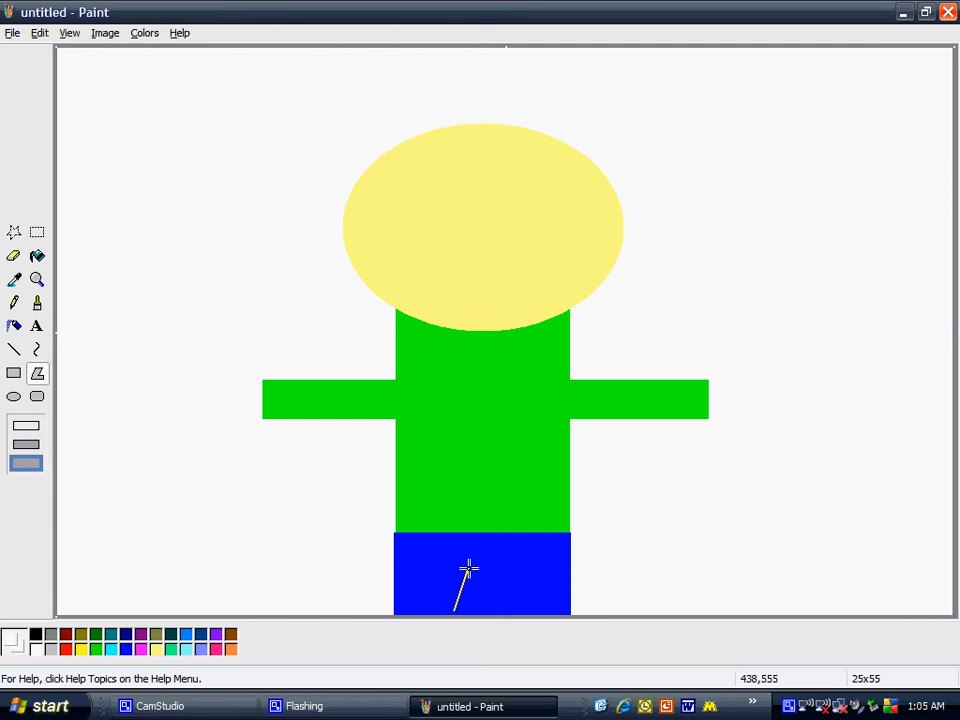 untitled - Paint
File Edit View Image Colors Help
A
For Help, click Help Topics on the Help Menu.
438,555
25x55
start
CamStudio
Flashing
untitled - Paint
W
»
1:05 AM